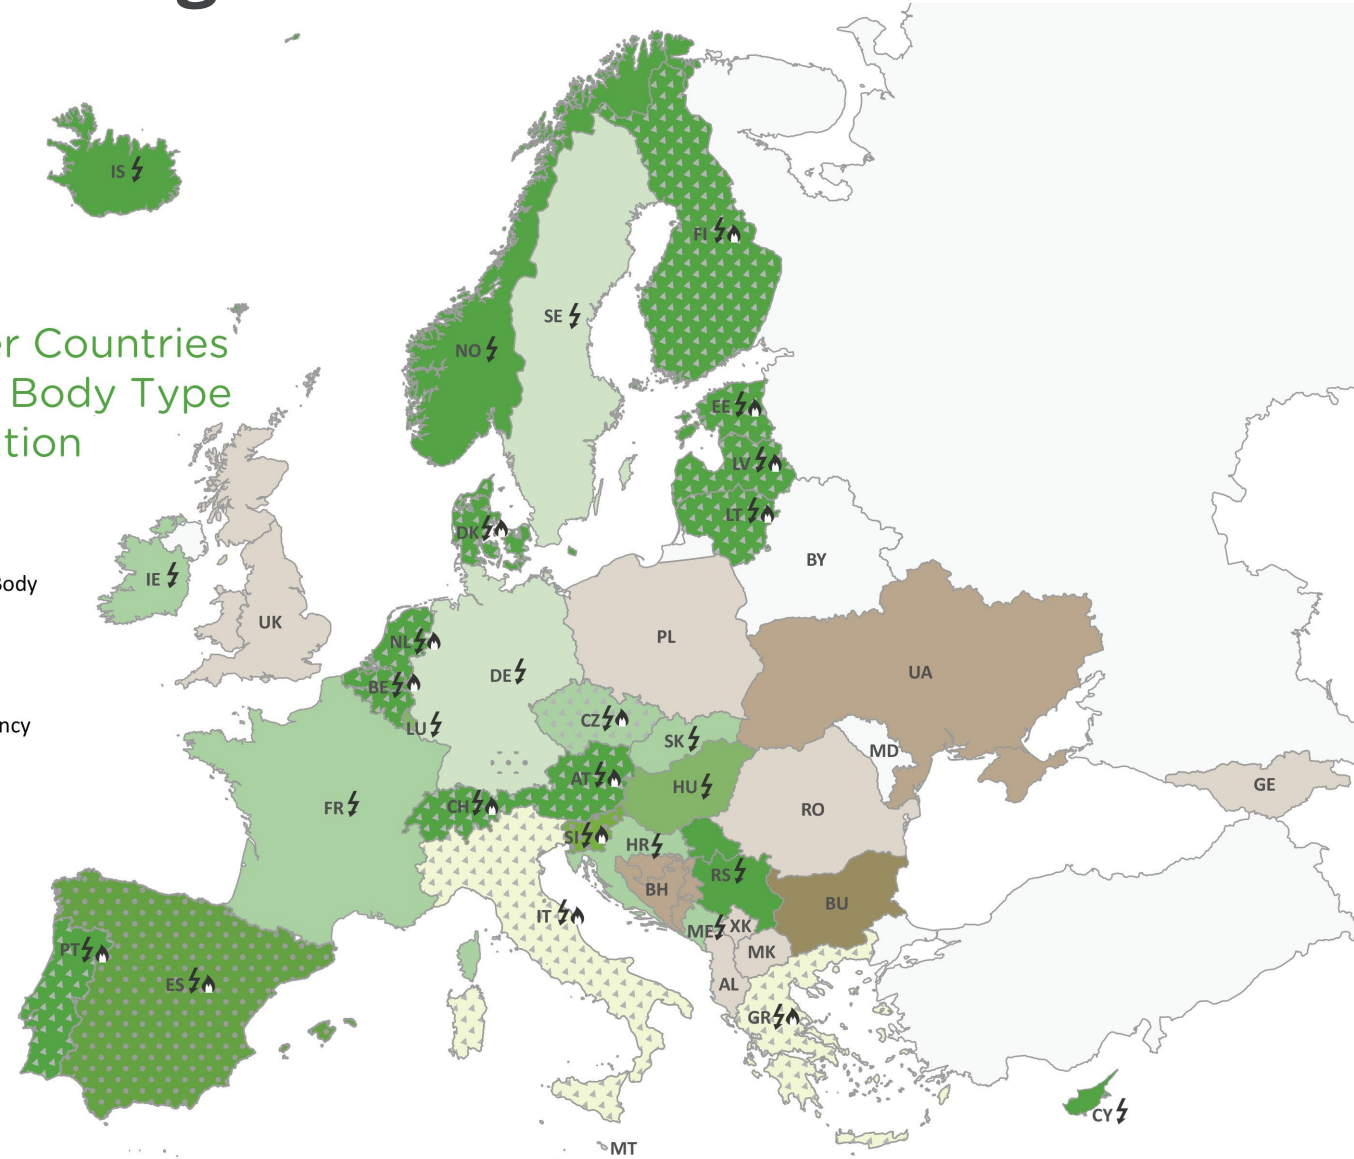 g
er Countries
Body Type
tion
Body
ncy
IS
FI
SE
NO
EE
LV
LT
DK
BY
IE
UK
NL
PL
DE
BE
UA
CZ
LU
SK
MD
AT
HU
GE
CH
FR
RO
SI
HR
RS
BH
BU
IT
ME
XK
PT
MK
ES
AL
GR
CY
MT